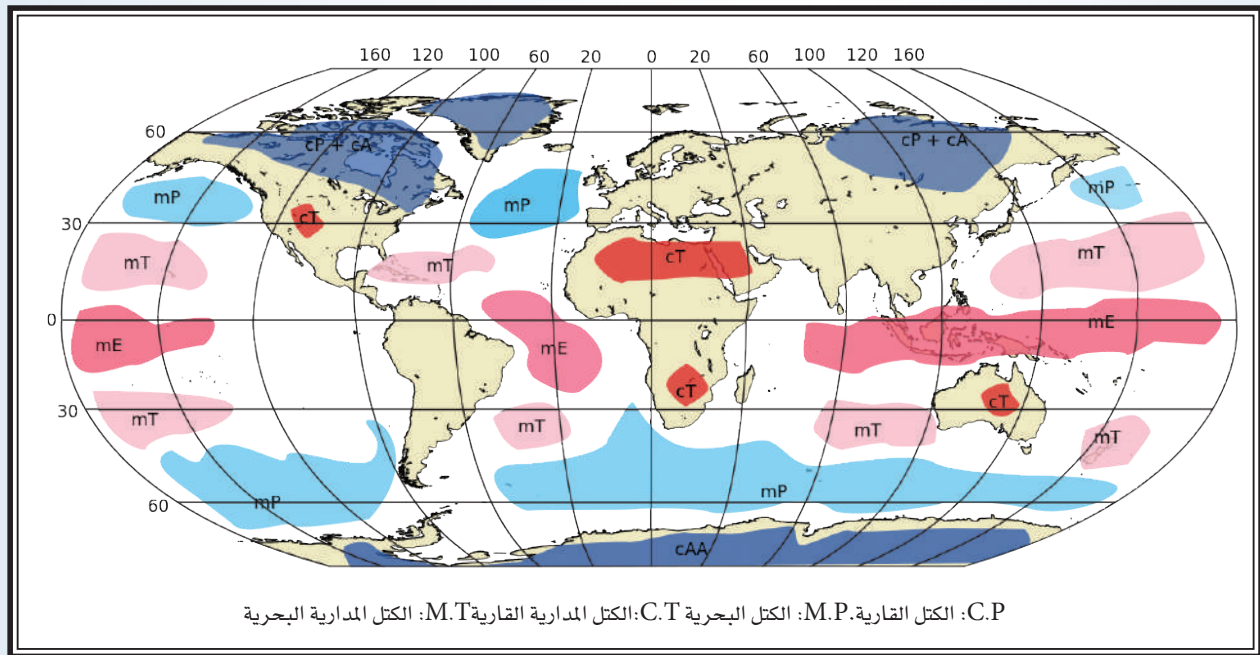 160 120 100 60 20 0 20 60 100 120 160
60
cP + cA
cP + cA
mP
mP
mP
30
cT
cT
mT
mT
mT
0
mE
mE
mE
cT
cT
30
mT
mT
mT
mT
60
mP
mP
cAA
C.P: الكتل القارية.M.P: الكتل البحرية C.T:الكتل المدارية القاريةM.T: الكتل المدارية البحرية